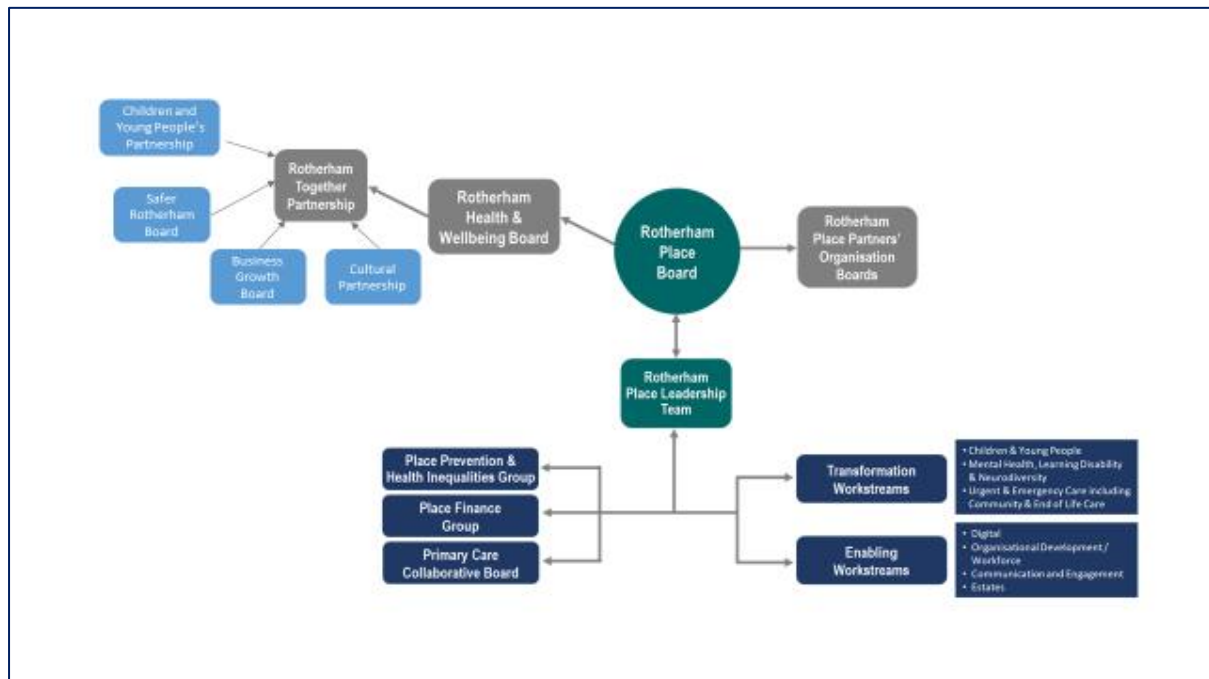 Children and
Young People's
Partnership
Rotherham
Together
Partnership
Safer
Rotherham
Board
Business
Growth
Board
Cultural
Partnership
Rotherham
Health &
Wellbeing Board
Rotherham
Place
Board
Rotherham
Place Partners'
Organisation
Boards
Rotherham
Place Leadership
Team
Place Prevention &
Health Inequalities Group
Place Finance
Group
Primary Care
Collaborative Board
Transformation
Workstreams
• Children & Young People
• Mental Health, Learning Disability
& Neurodiversity
• Urgent & Emergency Care including
Community & End of Life Care
Enabling
Workstreams
• Digital
• Organisational Development /
Workforce
• Communication and Engagement
• Estates